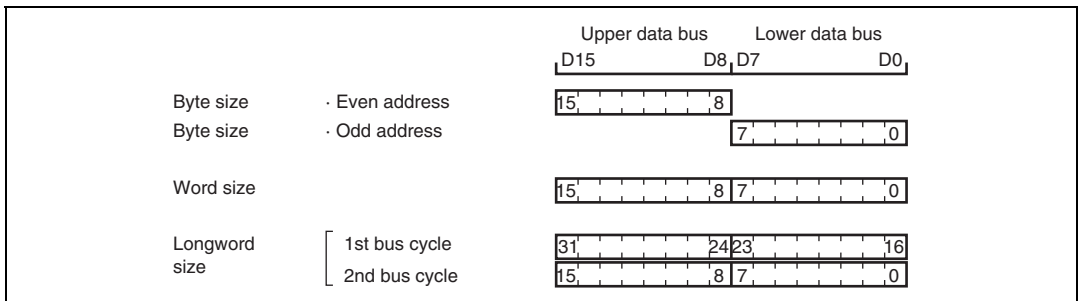 Upper data bus Lower data bus
D15 D8 D7 D0
Byte size · Even address 15 8
Byte size · Odd address 7 0
Word size 15 8 7 0
Longword size 1st bus cycle 31 24 23 16
2nd bus cycle 15 8 7 0